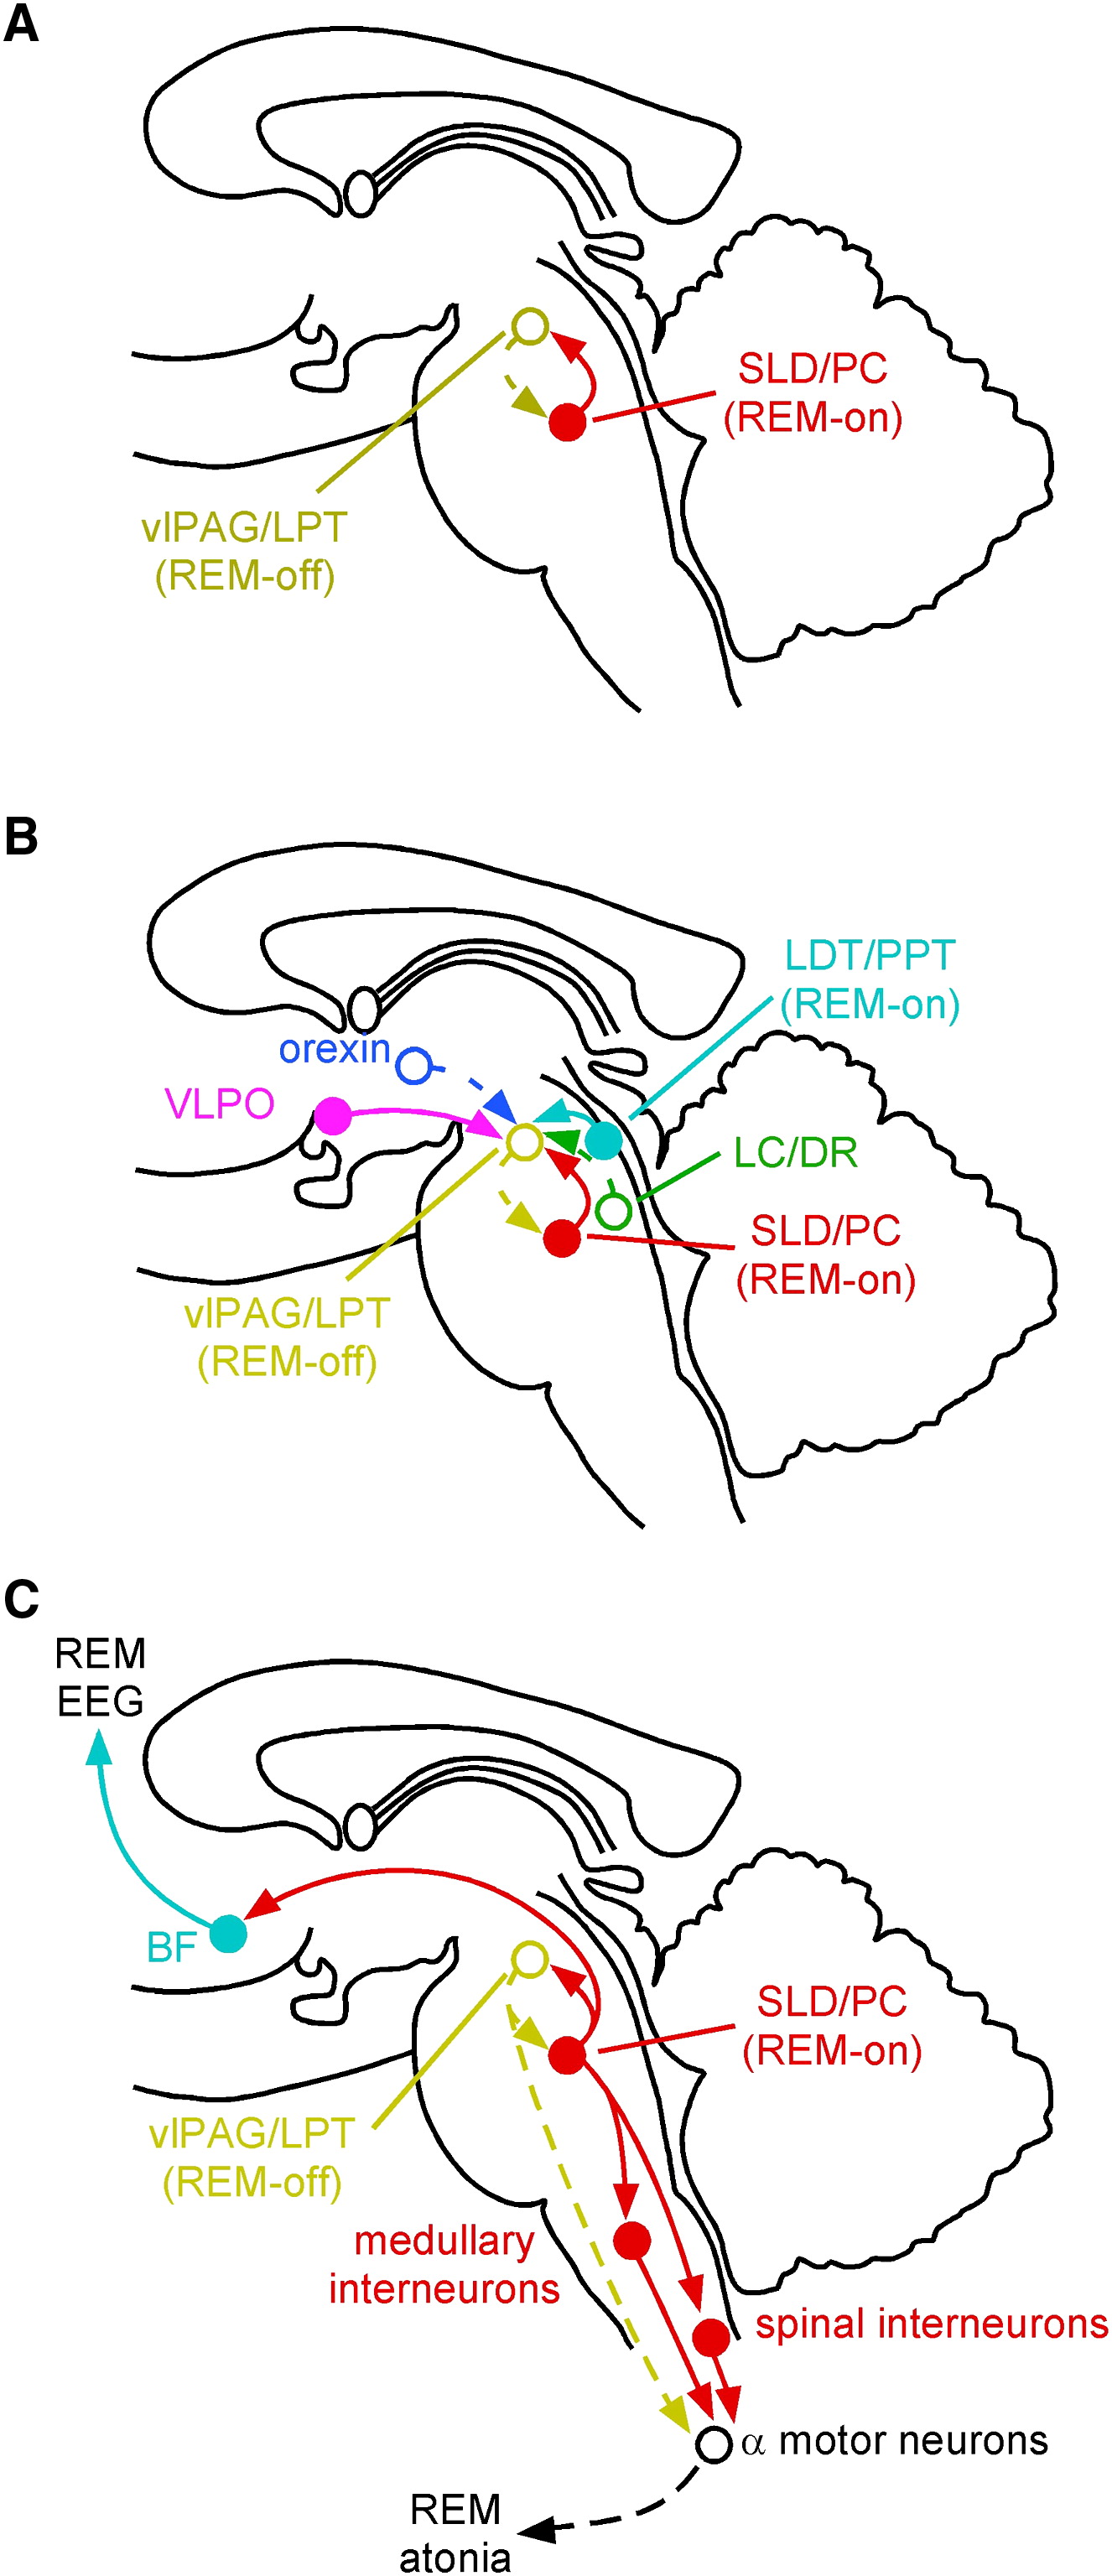 A
SLD/PC
(REM-on)
vlPAG/LPT
(REM-off)
B
LDT/PPT
(REM-on)
orexin
VLPO
LC/DR
SLD/PC
(REM-on)
vlPAG/LPT
(REM-off)
C
REM
EEG
BF
SLD/PC
(REM-on)
vlPAG/LPT
(REM-off)
medullary
interneurons
spinal interneurons
α motor neurons
REM
atonia